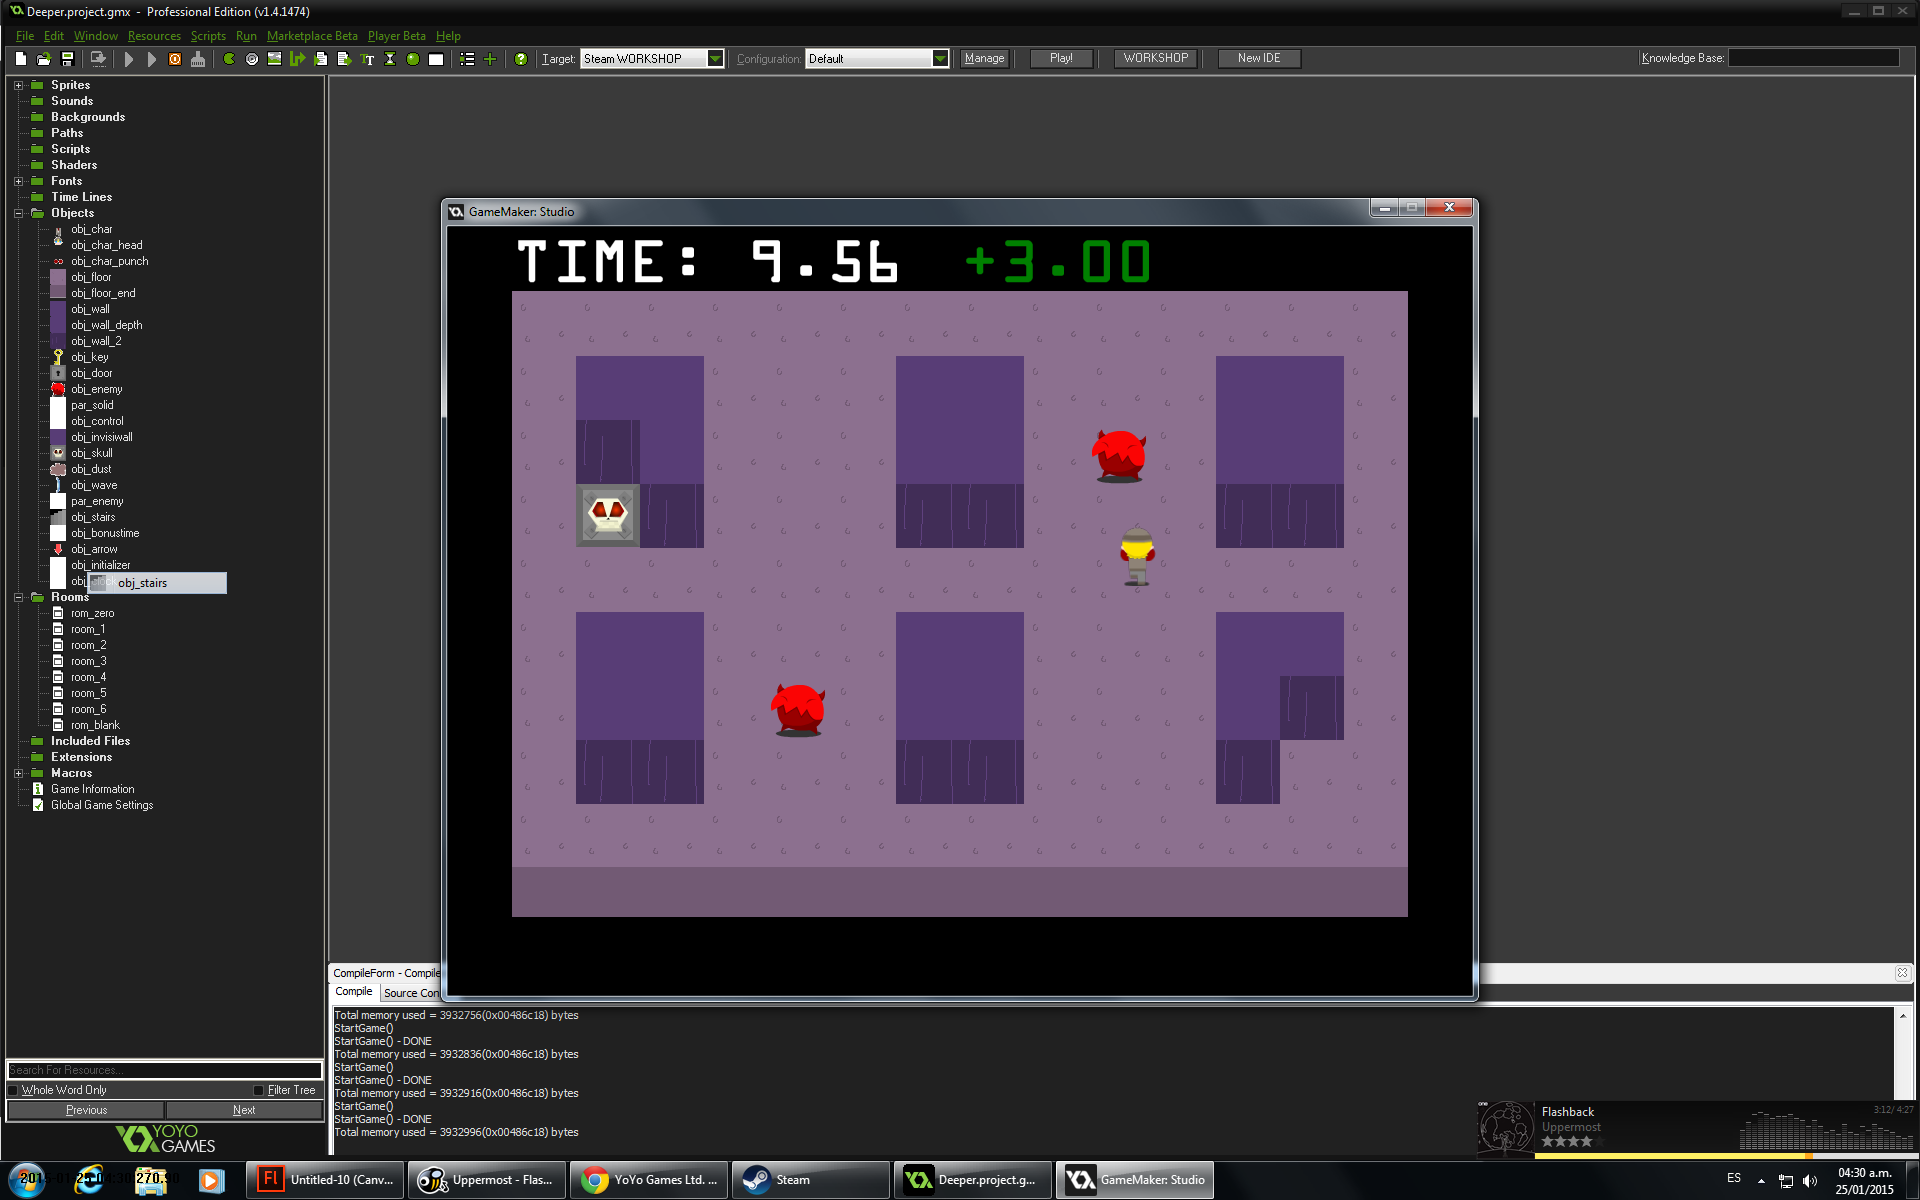 Deeper.project.gmx - Professional Edition (v1.4.1474)
File Edit Window Resources Scripts Run Marketplace Beta Player Beta Help
Target: Steam WORKSHOP Configuration: Default Manage Play! WORKSHOP New IDE Knowledge Base:
Sprites
Sounds
Backgrounds
Paths
Scripts
Shaders
Fonts
Time Lines
Objects
obj_char
obj_char_head
obj_char_punch
obj_floor
obj_floor_end
obj_wall
obj_wall_depth
obj_wall_2
obj_key
obj_door
obj_enemy
par_solid
obj_control
obj_invisiwall
obj_skull
obj_dust
obj_wave
par_enemy
obj_stairs
obj_bonustime
obj_arrow
obj_initializer
obj_stairs
Rooms
rom_zero
room_1
room_2
room_3
room_4
room_5
room_6
rom_blank
Included Files
Extensions
Macros
Game Information
Global Game Settings
Search For Resources...
Whole Word Only Filter Tree
Previous Next
YOYO
GAMES
GameMaker: Studio
TIME: 9.56 +3.00
CompileForm - Compile
Compile Source Con
Total memory used = 3932756(0x00486c18) bytes
StartGame()
StartGame() - DONE
Total memory used = 3932836(0x00486c18) bytes
StartGame()
StartGame() - DONE
Total memory used = 3932916(0x00486c18) bytes
StartGame()
StartGame() - DONE
Total memory used = 3932996(0x00486c18) bytes
Flashback 3:12/ 4:27
Uppermost
Untitled-10 (Canv...
Uppermost - Flas...
YoYo Games Ltd. ...
Steam
Deeper.project.g...
GameMaker: Studio
ES
04:30 a.m.
25/01/2015